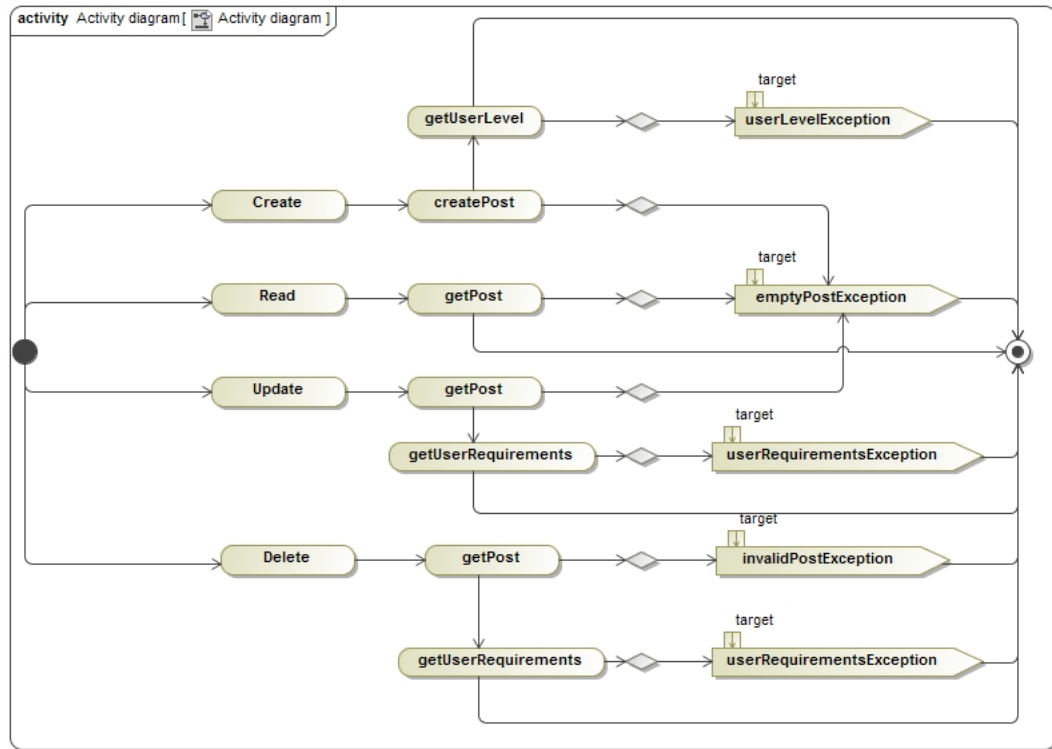 activity Activity diagram[ Activity diagram ]
target
getUserLevel
userLevelException
Create
createPost
target
Read
getPost
emptyPostException
Update
getPost
target
getUserRequirements
userRequirementsException
target
Delete
getPost
invalidPostException
target
getUserRequirements
userRequirementsException